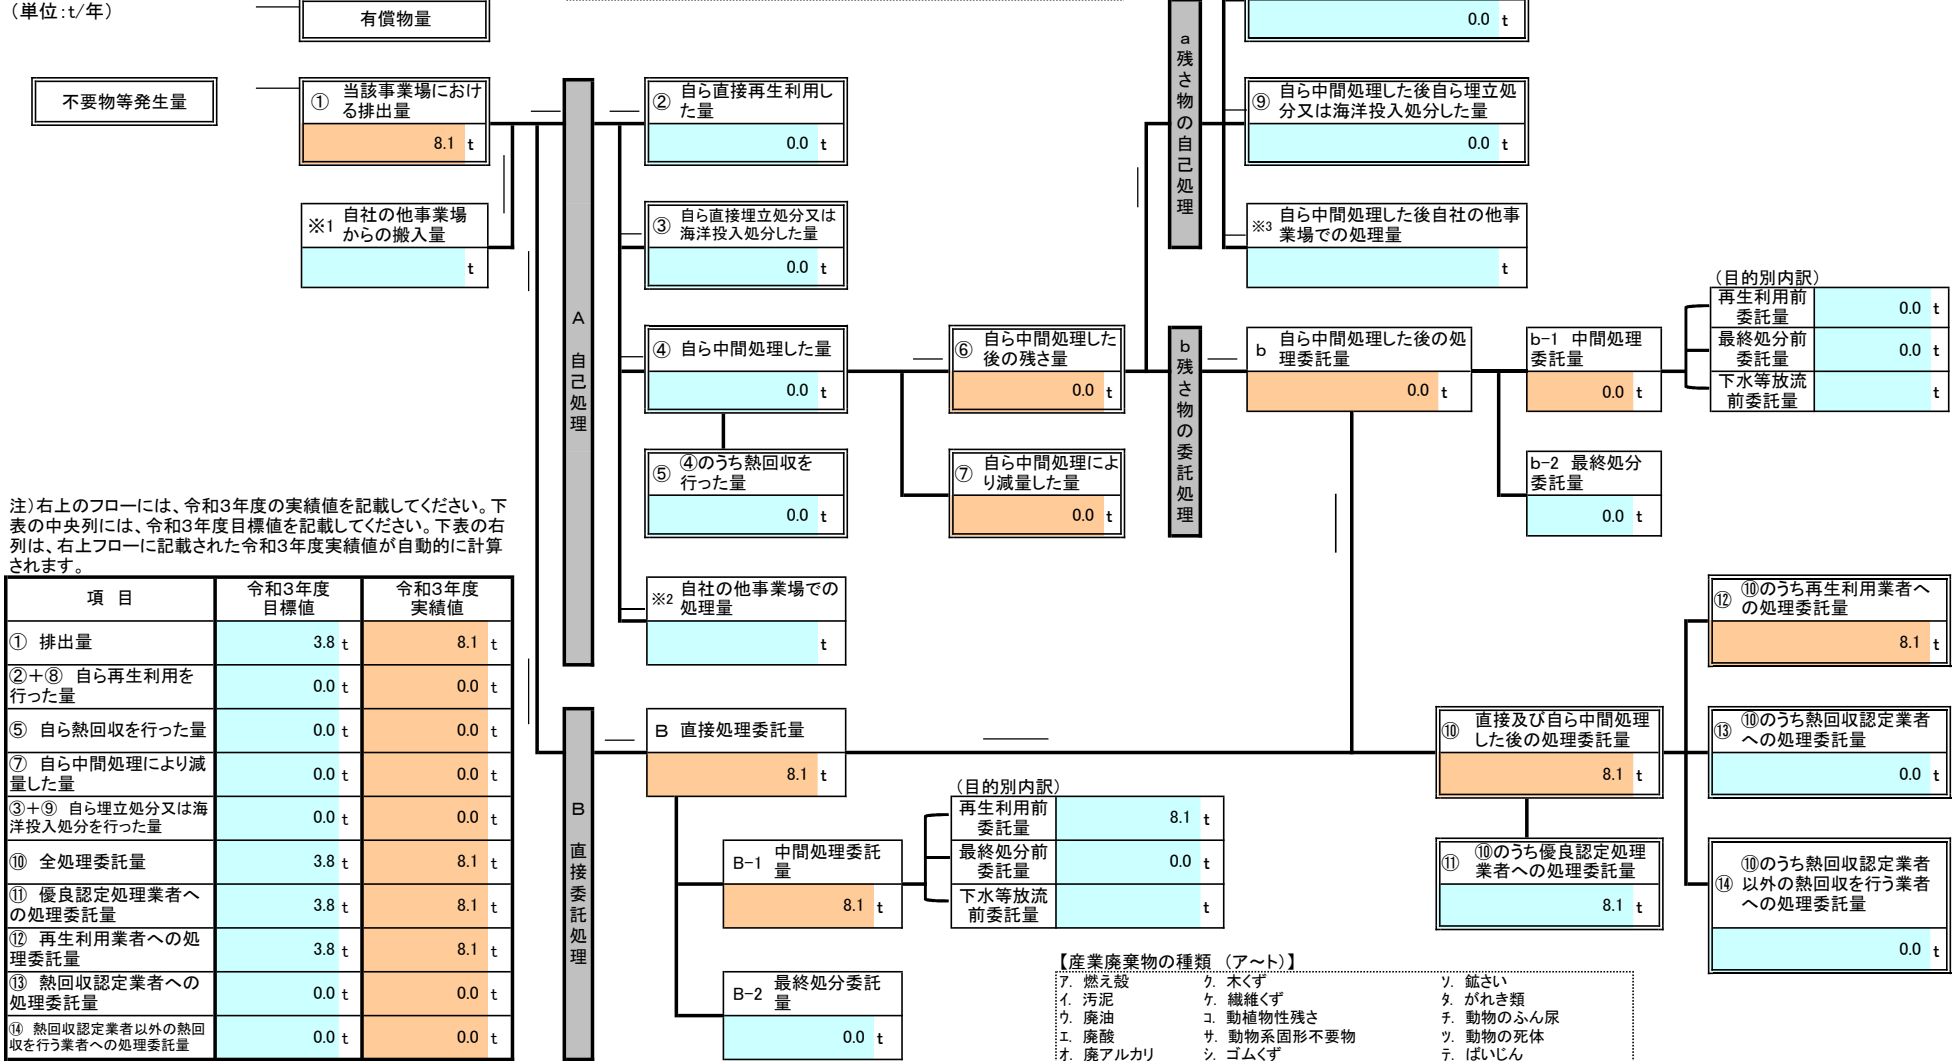 （単位:t/年）
有償物量
0.0 t
不要物等発生量
① 当該事業場におけ
る排出量
8.1 t
② 自ら直接再生利用し
た量
0.0 t
a
残
さ
物
の
自
己
処
理
⑨ 自ら中間処理した後自ら埋立処
分又は海洋投入処分した量
0.0 t
※1 自社の他事業場
からの搬入量
t
③ 自ら直接埋立処分又は
海洋投入処分した量
0.0 t
※3 自ら中間処理した後自社の他事
業場での処理量
t
A
自
己
処
理
④ 自ら中間処理した量
0.0 t
⑥ 自ら中間処理した
後の残さ量
0.0 t
b
残
さ
物
の
委
託
処
理
b 自ら中間処理した後の処
理委託量
0.0 t
b-1 中間処理
委託量
0.0 t
（目的別内訳）
再生利用前
委託量 0.0 t
最終処分前
委託量 0.0 t
下水等放流
前委託量 t
⑤ ④のうち熱回収を
行った量
0.0 t
⑦ 自ら中間処理によ
り減量した量
0.0 t
b-2 最終処分
委託量
0.0 t
注）右上のフローには、令和3年度の実績値を記載してください。下
表の中央列には、令和3年度目標値を記載してください。下表の右
列は、右上フローに記載された令和3年度実績値が自動的に計算
されます。
項 目 令和3年度
目標値 令和3年度
実績値
① 排出量 3.8 t 8.1 t
②＋⑧ 自ら再生利用を
行った量 0.0 t 0.0 t
⑤ 自ら熱回収を行った量 0.0 t 0.0 t
⑦ 自ら中間処理により減
量した量 0.0 t 0.0 t
③＋⑨ 自ら埋立処分又は海
洋投入処分を行った量 0.0 t 0.0 t
⑩ 全処理委託量 3.8 t 8.1 t
⑪ 優良認定処理業者へ
の処理委託量 3.8 t 8.1 t
⑫ 再生利用業者への処
理委託量 3.8 t 8.1 t
⑬ 熱回収認定業者への
処理委託量 0.0 t 0.0 t
⑭ 熱回収認定業者以外の熱回
収を行う業者への処理委託量 0.0 t 0.0 t
※2 自社の他事業場での
処理量
t
B
直
接
委
託
処
理
B 直接処理委託量
8.1 t
B-1 中間処理委託
量
8.1 t
（目的別内訳）
再生利用前
委託量 8.1 t
最終処分前
委託量 0.0 t
下水等放流
前委託量 t
B-2 最終処分委託
量
0.0 t
⑩ 直接及び自ら中間処理
した後の処理委託量
8.1 t
⑪ ⑩のうち優良認定処理
業者への処理委託量
8.1 t
⑫ ⑩のうち再生利用業者へ
の処理委託量
8.1 t
⑬ ⑩のうち熱回収認定業者
への処理委託量
0.0 t
⑭ ⑩のうち熱回収認定業者
以外の熱回収を行う業者
への処理委託量
0.0 t
【産業廃棄物の種類 （ア～ト）】
ア. 燃え殻 ク. 木くず ソ. 鉱さい
イ. 汚泥 ケ. 繊維くず タ. がれき類
ウ. 廃油 コ. 動植物性残さ チ. 動物のふん尿
エ. 廃酸 サ. 動物系固形不要物 ツ. 動物の死体
オ. 廃アルカリ シ. ゴムくず テ. ばいじん